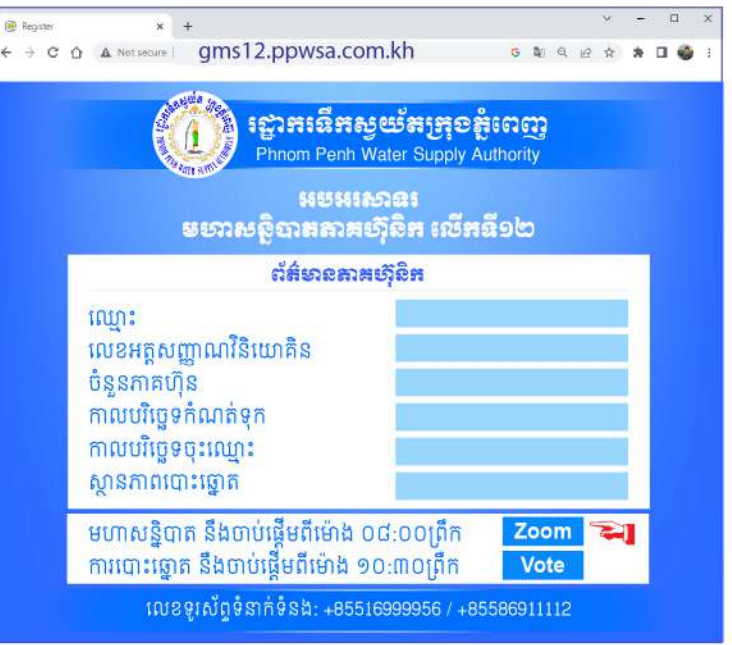 Register
Not secure
gms12.ppwsa.com.kh
រដ្ឋាករទឹកស្វយ័តក្រុងភ្នំពេញ
Phnom Penh Water Supply Authority
អបអរសាទរ
មហាសន្និបាតភាគហ៊ុនិក លើកទី១២
ព័ត៌មានភាគហ៊ុនិក
ឈ្មោះ
លេខអត្តសញ្ញាណវិនិយោគិន
ចំនួនភាគហ៊ុន
កាលបរិច្ឆេទកំណត់ទុក
កាលបរិច្ឆេទចុះឈ្មោះ
ស្ថានភាពបោះឆ្នោត
មហាសន្និបាត នឹងចាប់ផ្តើមពីម៉ោង ០៨:០០ព្រឹក Zoom
ការបោះឆ្នោត នឹងចាប់ផ្តើមពីម៉ោង ១០:៣០ព្រឹក Vote
លេខទូរស័ព្ទទំនាក់ទំនង: +85516999956 / +85586911112